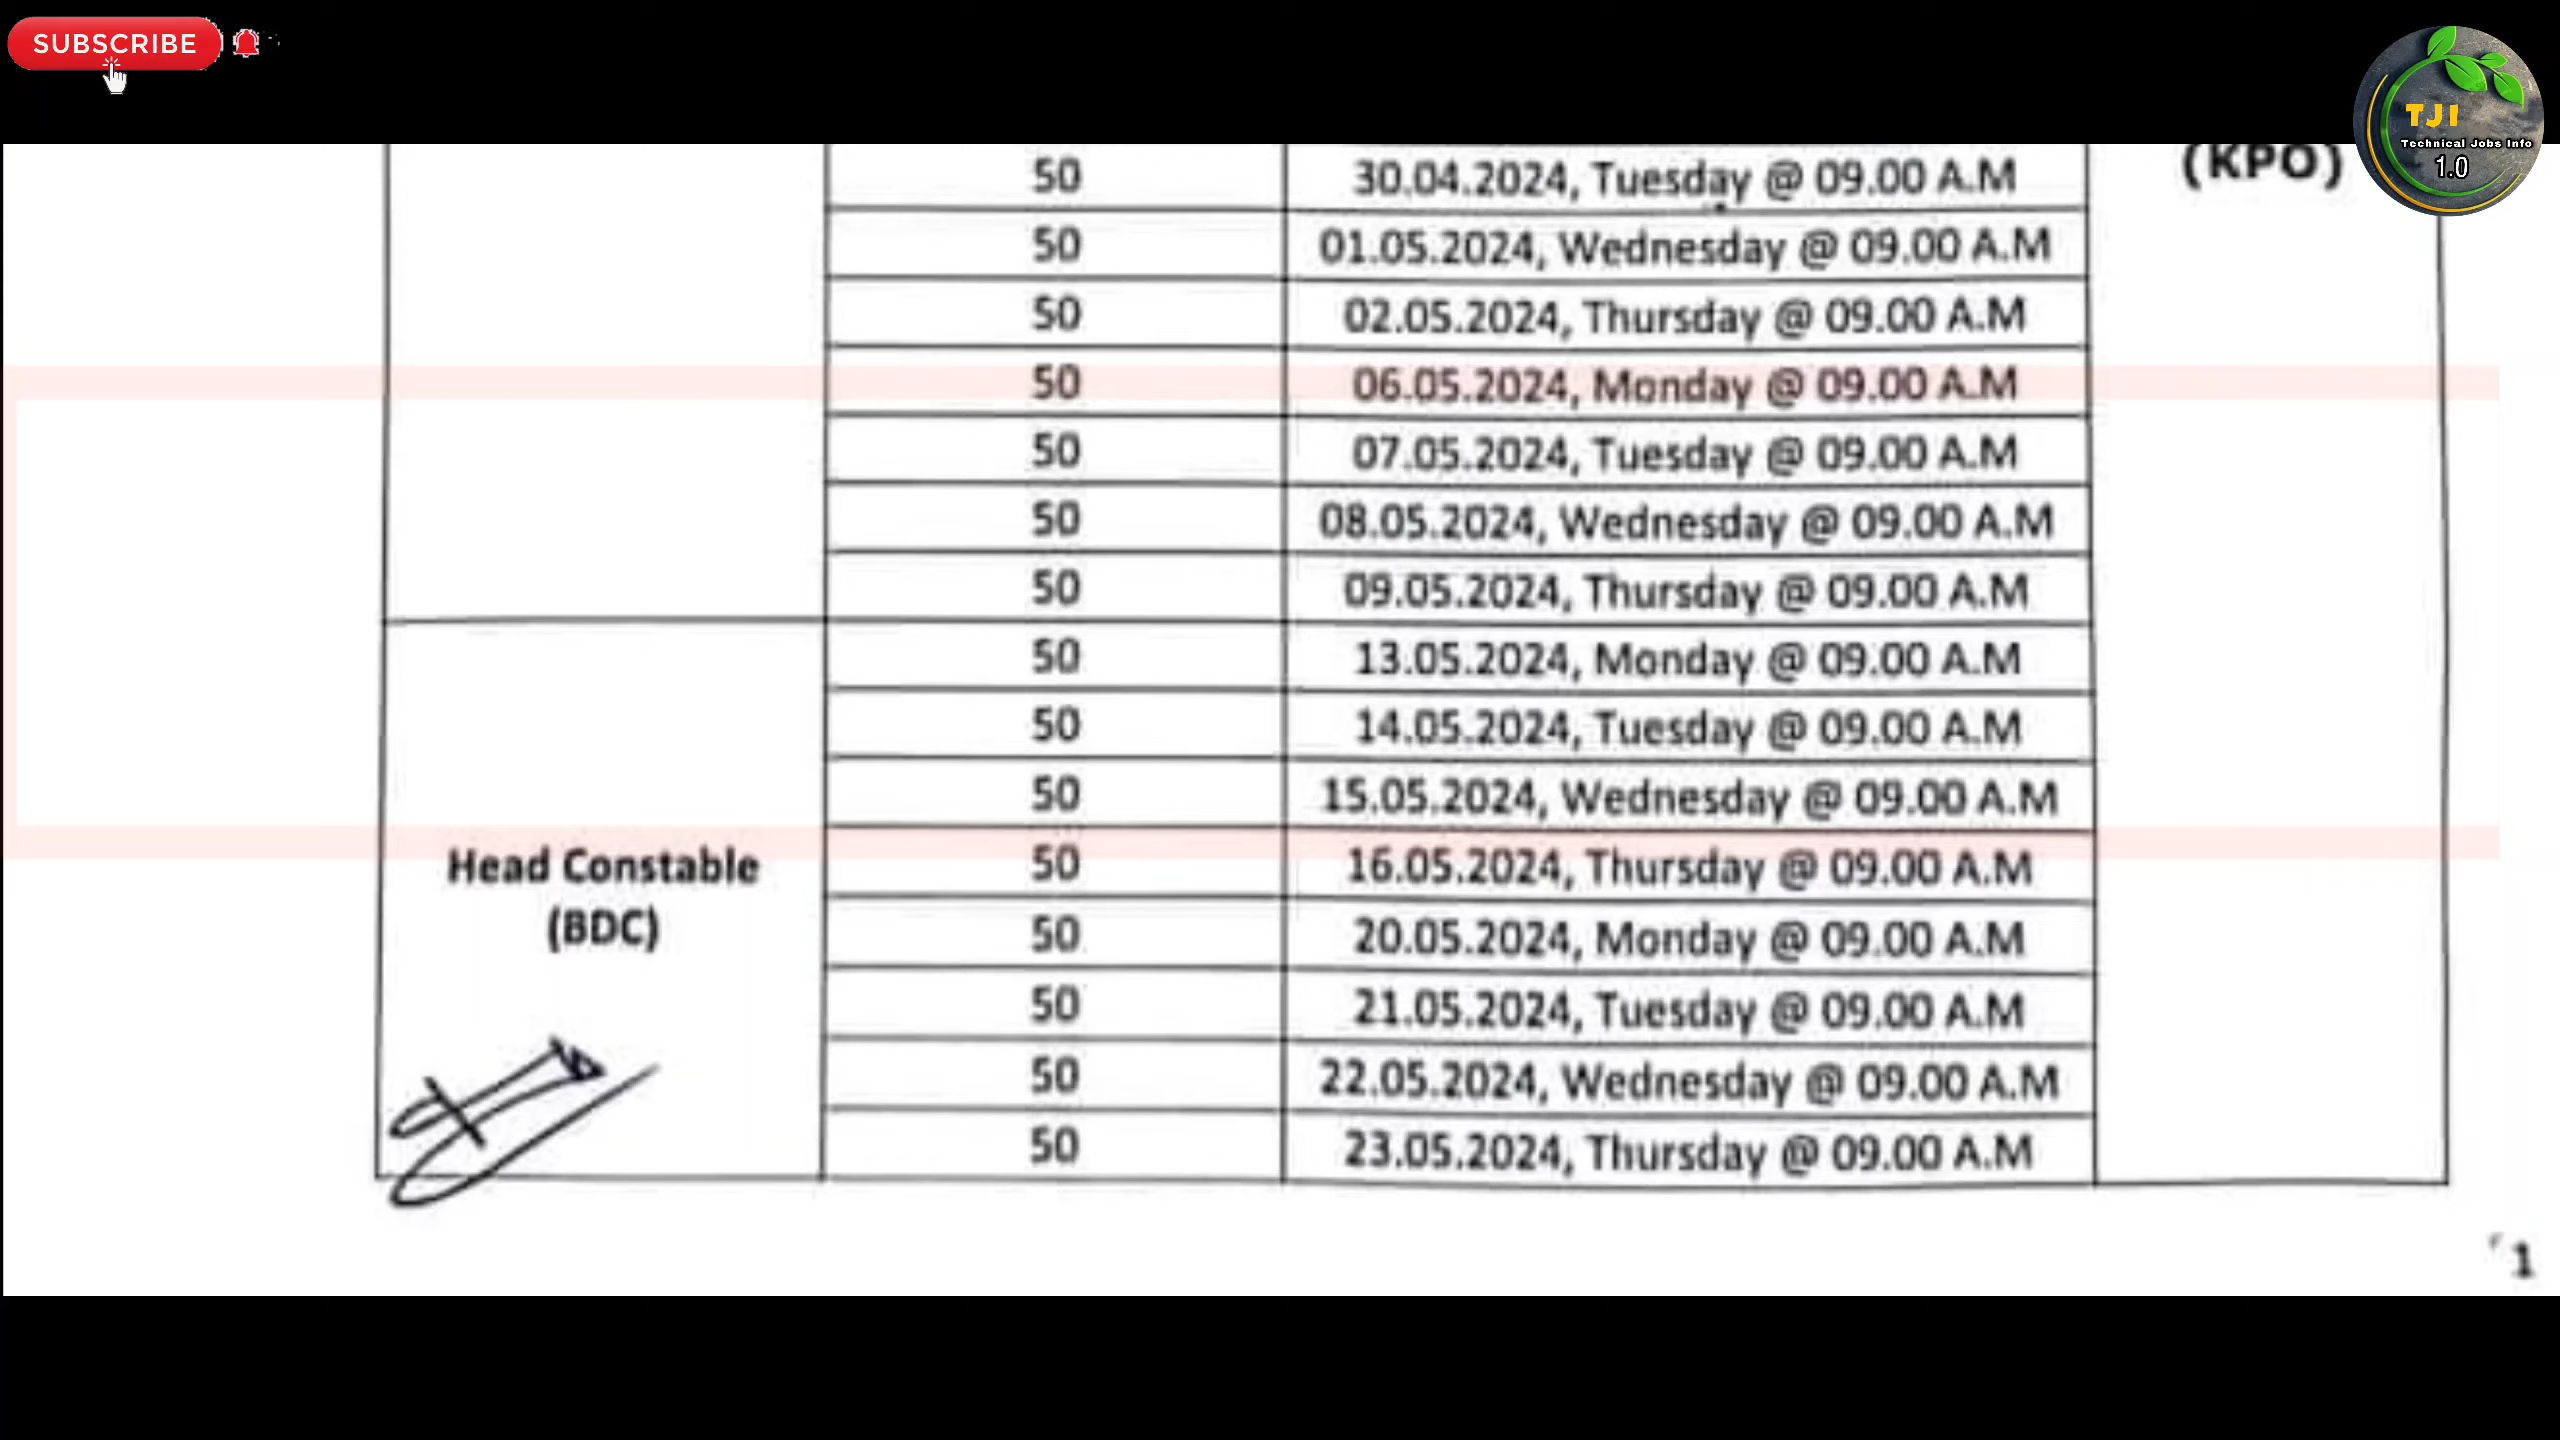 SUBSCRIBE
TJI
Technical Jobs Info
1.0
(KPO)
50 30.04.2024, Tuesday @ 09.00 A.M
50 01.05.2024, Wednesday @ 09.00 A.M
50 02.05.2024, Thursday @ 09.00 A.M
50 06.05.2024, Monday @ 09.00 A.M
50 07.05.2024, Tuesday @ 09.00 A.M
50 08.05.2024, Wednesday @ 09.00 A.M
50 09.05.2024, Thursday @ 09.00 A.M
50 13.05.2024, Monday @ 09.00 A.M
50 14.05.2024, Tuesday @ 09.00 A.M
50 15.05.2024, Wednesday @ 09.00 A.M
Head Constable 50 16.05.2024, Thursday @ 09.00 A.M
(BDC) 50 20.05.2024, Monday @ 09.00 A.M
50 21.05.2024, Tuesday @ 09.00 A.M
50 22.05.2024, Wednesday @ 09.00 A.M
50 23.05.2024, Thursday @ 09.00 A.M
1